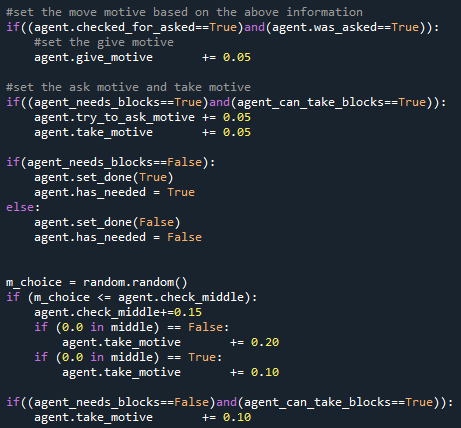 #set the move motive based on the above information
if((agent.checked_for_asked==True)and(agent.was_asked==True)):
    #set the give motive
    agent.give_motive       += 0.05

#set the ask motive and take motive
if((agent_needs_blocks==True)and(agent_can_take_blocks==True)):
    agent.try_to_ask_motive += 0.05
    agent.take_motive       += 0.05

if(agent_needs_blocks==False):
    agent.set_done(True)
    agent.has_needed = True
else:
    agent.set_done(False)
    agent.has_needed = False


m_choice = random.random()
if (m_choice <= agent.check_middle):
    agent.check_middle+=0.15
    if (0.0 in middle) == False:
        agent.take_motive       += 0.20
    if (0.0 in middle) == True:
        agent.take_motive       += 0.10

if((agent_needs_blocks==False)and(agent_can_take_blocks==True)):
    agent.take_motive       += 0.10